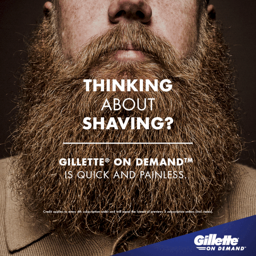 THINKING
ABOUT
SHAVING?
GILLETTE® ON DEMAND™
IS QUICK AND PAINLESS.
Gillette
ON DEMAND